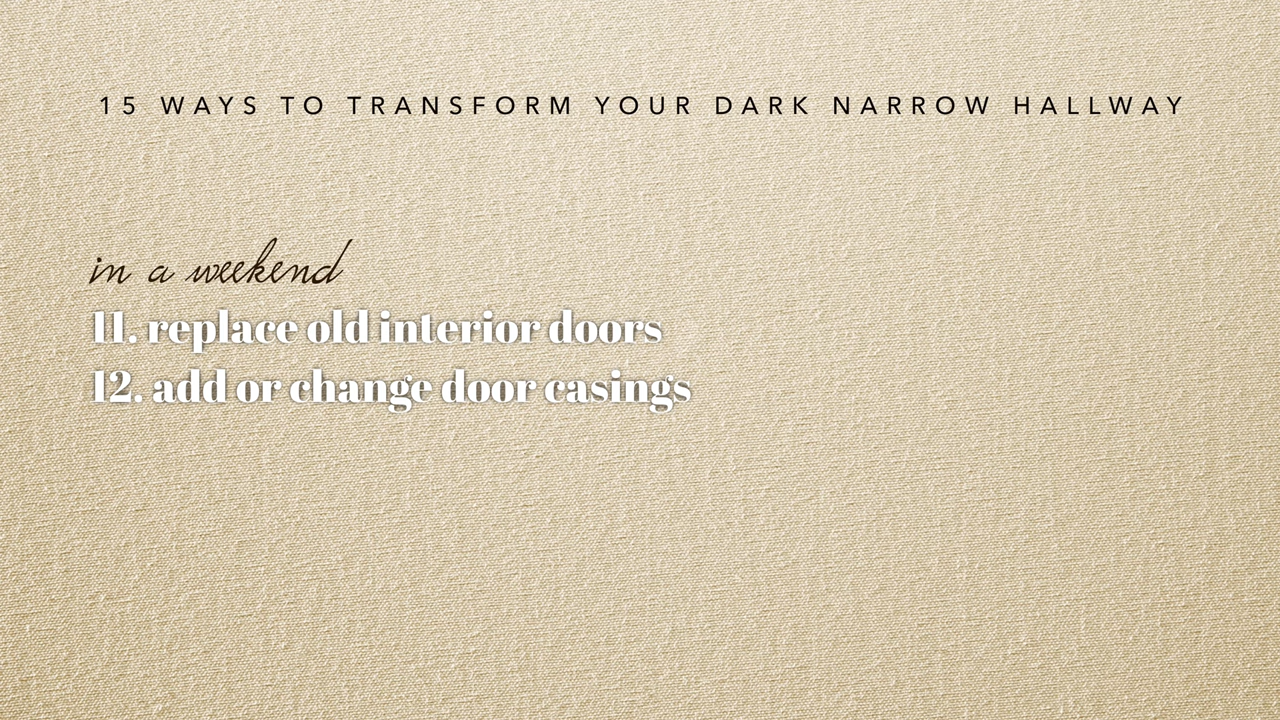 15 WAYS TO TRANSFORM YOUR DARK NARROW HALLWAY
in a weekend
11. replace old interior doors
12. add or change door casings